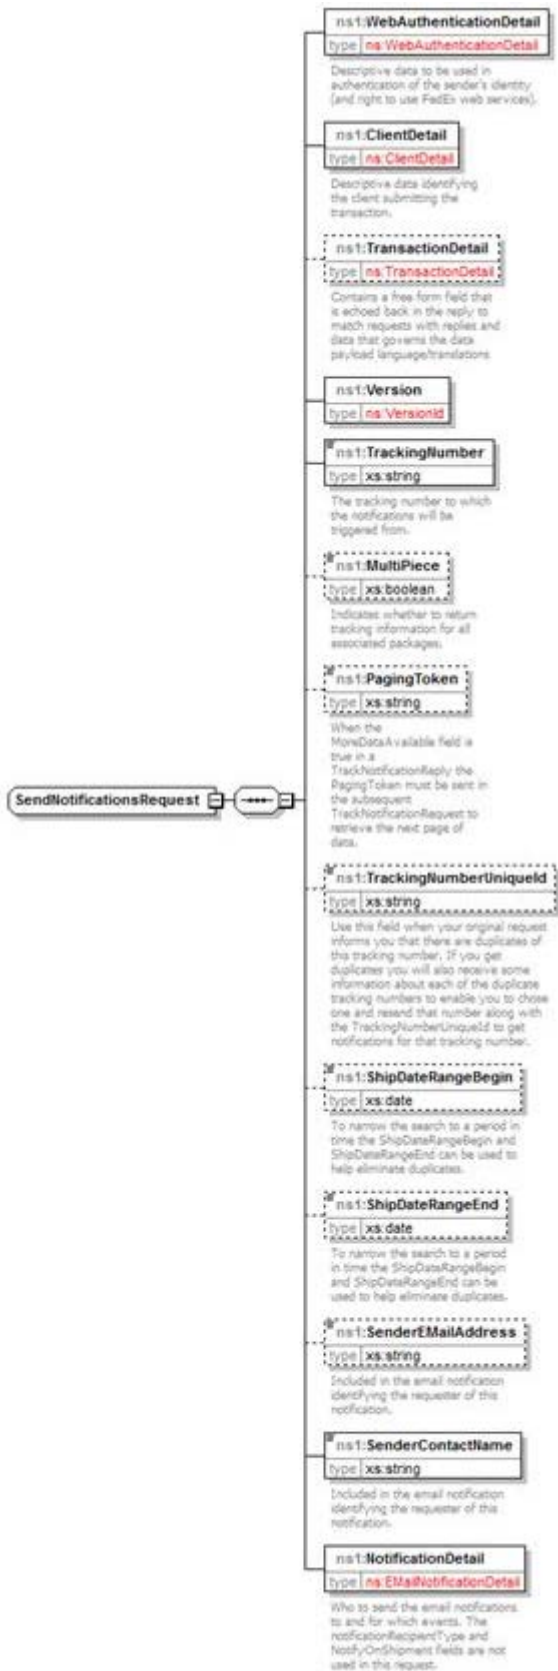 ns1:WebAuthenticationDetail
type ns:WebAuthenticationDetail
Descriptive data to be used in
authentication of the sender's identity
(and right to use FedEx web services).
ns1:ClientDetail
type ns:ClientDetail
Descriptive data identifying
the client submitting the
transaction.
ns1:TransactionDetail
type ns:TransactionDetail
Contains a free form field that
is echoed back in the reply to
match requests with replies and
data that governs the data
payload language/translations
ns1:Version
type ns:VersionId
ns1:TrackingNumber
type xs:string
The tracking number to which
the notifications will be
triggered from.
ns1:MultiPiece
type xs:boolean
Indicates whether to return
tracking information for all
associated packages.
ns1:PagingToken
type xs:string
When the
MoreDataAvailable field is
true in a
TrackNotificationReply the
PagingToken must be sent in
the subsequent
TrackNotificationRequest to
retrieve the next page of
data.
SendNotificationsRequest
ns1:TrackingNumberUniqueId
type xs:string
Use this field when your original request
informs you that there are duplicates of
this tracking number. If you get
duplicates you will also receive some
information about each of the duplicate
tracking numbers to enable you to chose
one and resend that number along with
the TrackingNumberUniqueId to get
notifications for that tracking number.
ns1:ShipDateRangeBegin
type xs:date
To narrow the search to a period in
time the ShipDateRangeBegin and
ShipDateRangeEnd can be used to
help eliminate duplicates.
ns1:ShipDateRangeEnd
type xs:date
To narrow the search to a period
in time the ShipDateRangeBegin
and ShipDateRangeEnd can be
used to help eliminate duplicates.
ns1:SenderEMailAddress
type xs:string
Included in the email notification
identifying the requester of this
notification.
ns1:SenderContactName
type xs:string
Included in the email notification
identifying the requester of this
notification.
ns1:NotificationDetail
type ns:EMailNotificationDetail
Who to send the email notifications
to and for which events. The
notificationRecipientType and
NotifyOnShipment fields are not
used in this request.